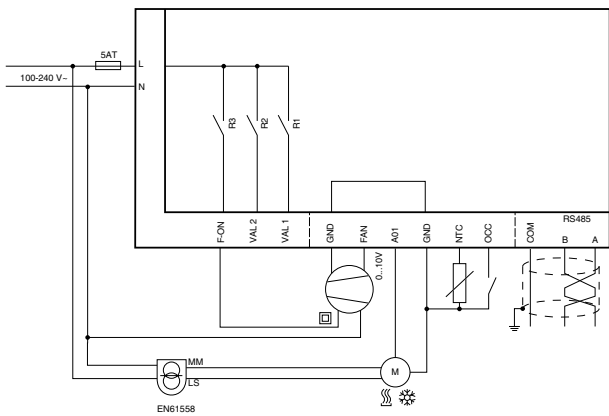 5AT
L
100-240 V~
N
R3
R2
R1
RS485
F-ON
VAL 2
VAL 1
GND
FAN
A01
GND
NTC
OCC
COM
B
A
0...10V
MM
LS
M
EN61558